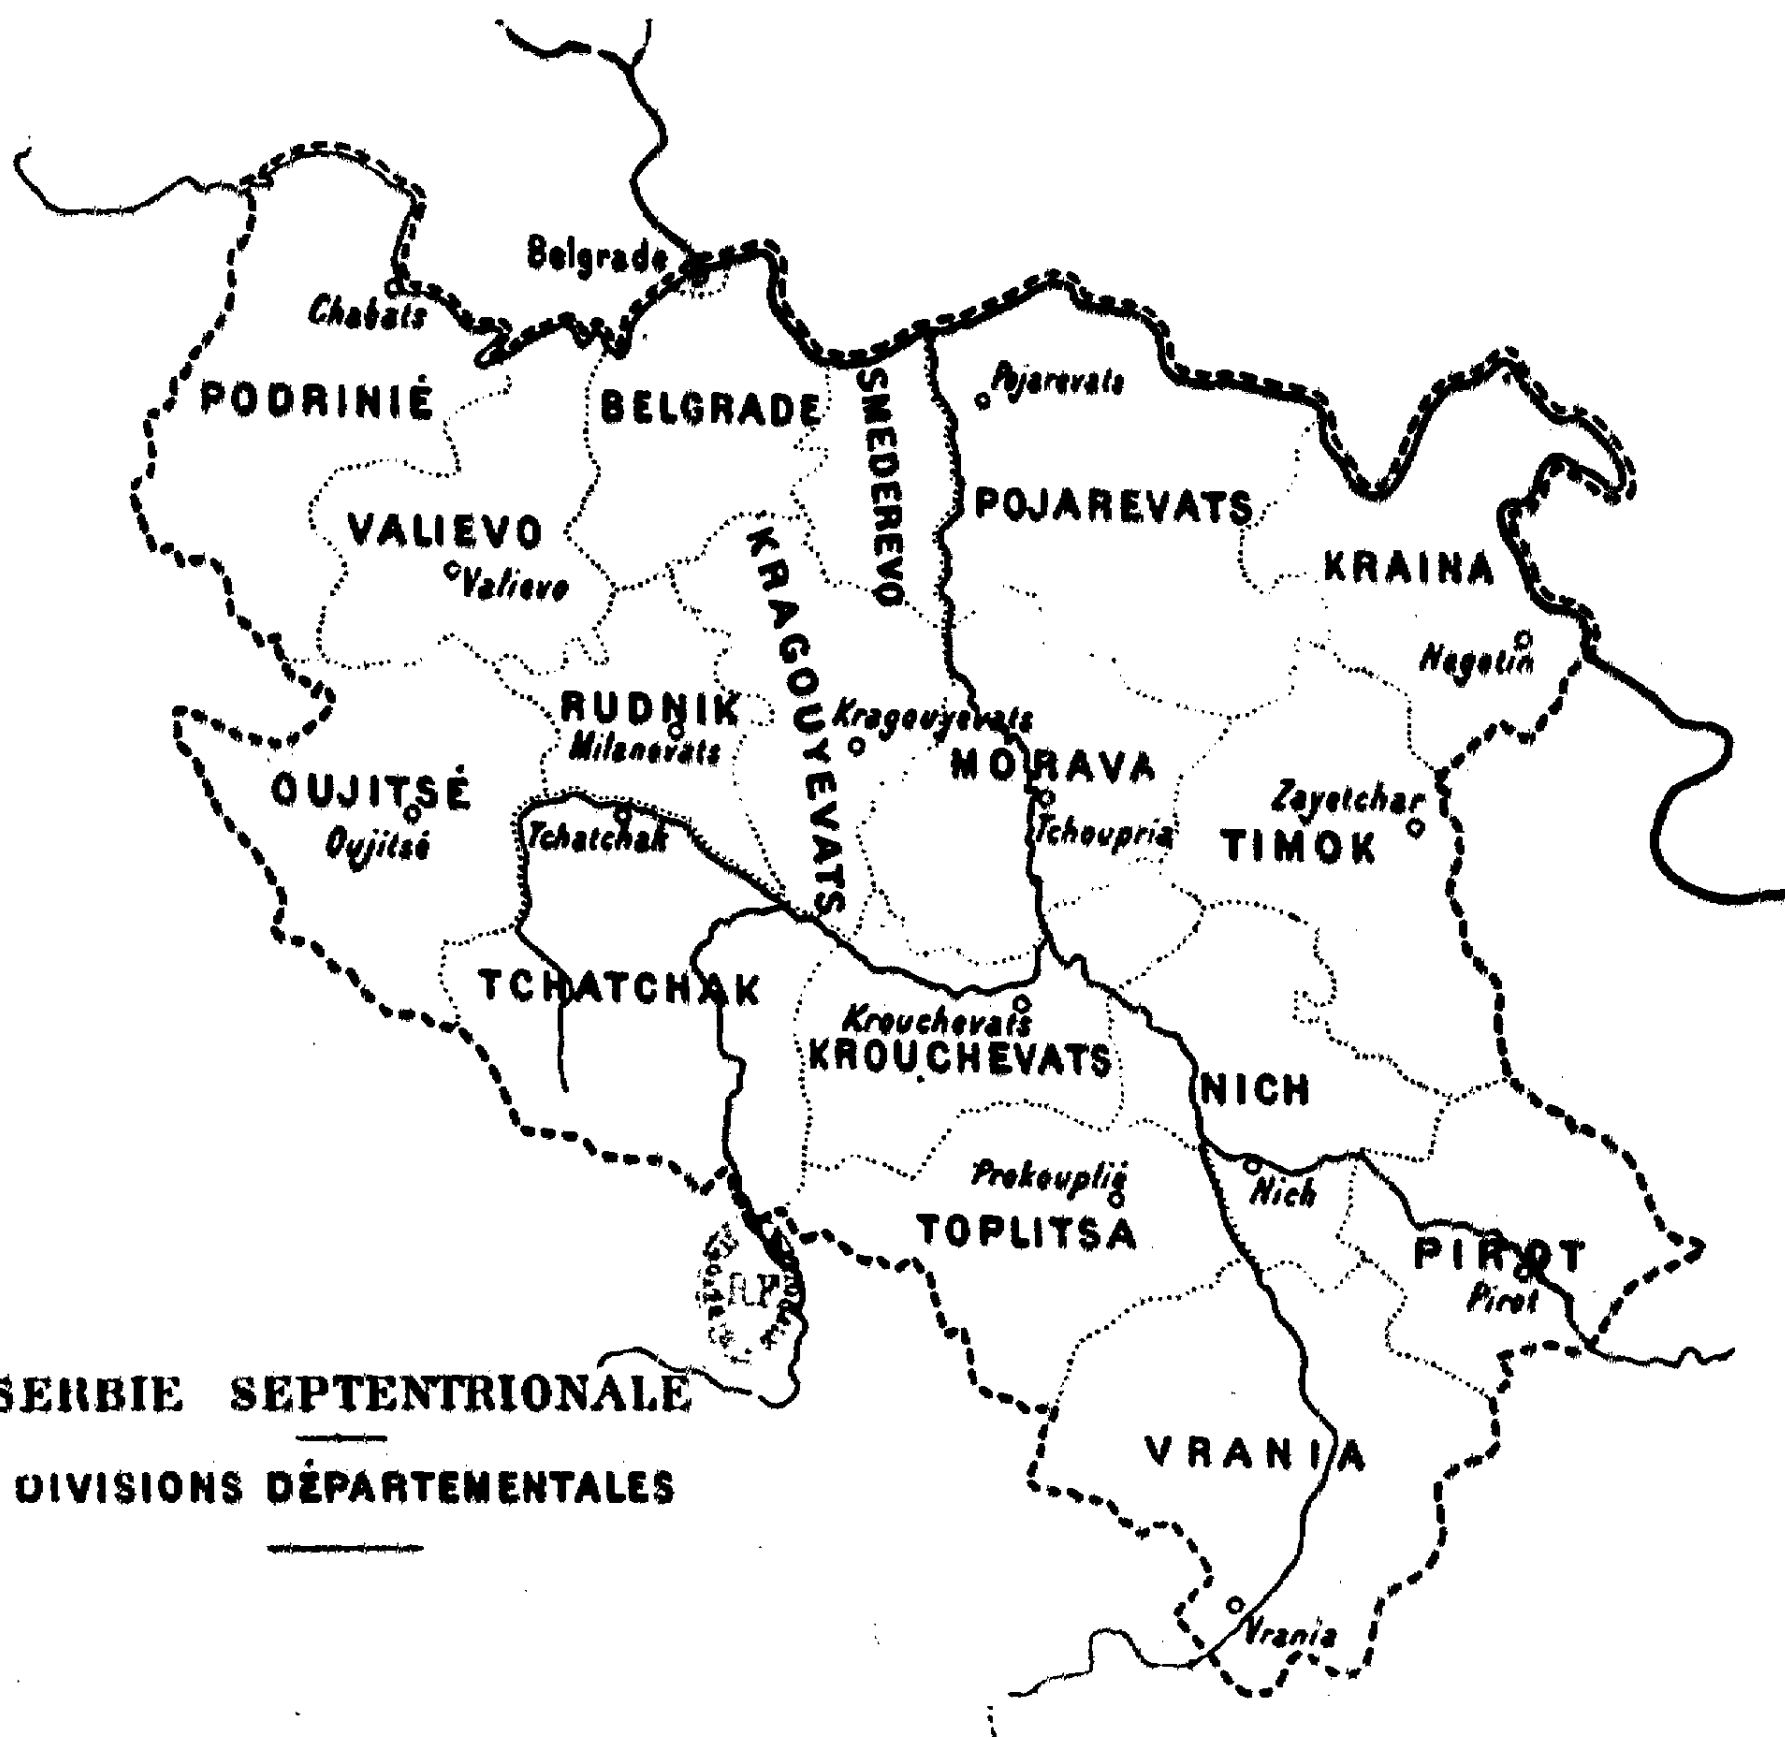 Belgrade
Chabats
PODRINIÉ
BELGRADE
SMEDEREVO
Pojarevats
POJAREVATS
VALIEVO
Valievo
KRAGOUYEVATS
KRAINA
Negotin
RUDNIK
Milanovats
Kragouyevats
MORAVA
OUJITSÉ
Oujitsé
Tchatchak
Tchoupria
Zayetchar
TIMOK
TCHATCHAK
Krouchevats
KROUCHEVATS
NICH
Prokouplié
Nich
TOPLITSA
PIROT
Pirot
R.F.
SERBIE SEPTENTRIONALE
DIVISIONS DÉPARTEMENTALES
VRANIA
Vrania